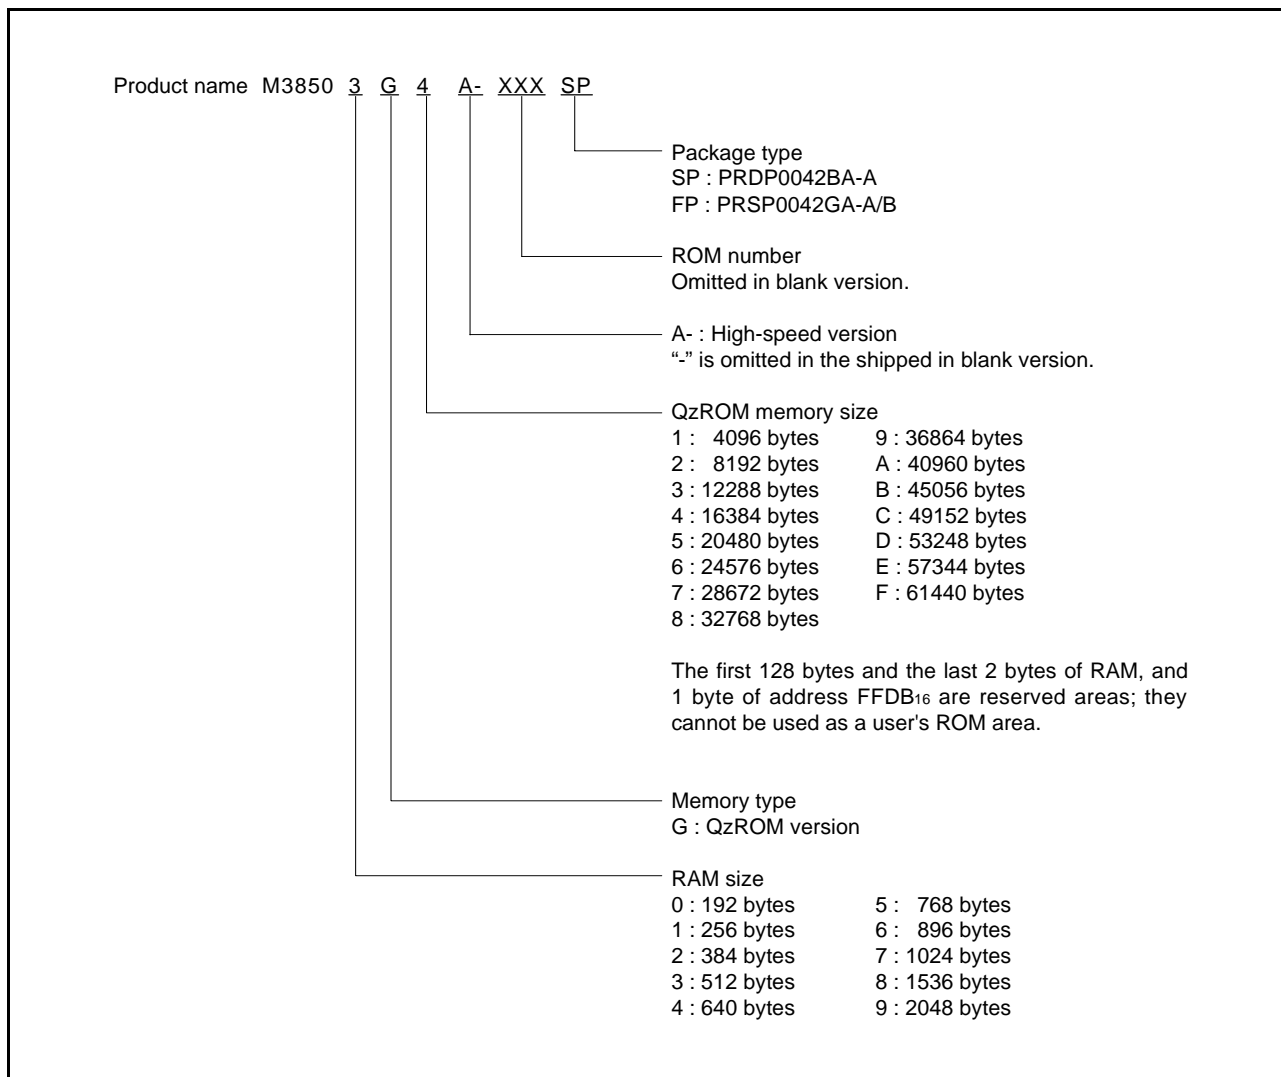 Product name M3850 3 G 4 A- XXX SP
Package type
SP : PRDP0042BA-A
FP : PRSP0042GA-A/B
ROM number
Omitted in blank version.
A- : High-speed version
“-” is omitted in the shipped in blank version.
QzROM memory size
1 : 4096 bytes 9 : 36864 bytes
2 : 8192 bytes A : 40960 bytes
3 : 12288 bytes B : 45056 bytes
4 : 16384 bytes C : 49152 bytes
5 : 20480 bytes D : 53248 bytes
6 : 24576 bytes E : 57344 bytes
7 : 28672 bytes F : 61440 bytes
8 : 32768 bytes
The first 128 bytes and the last 2 bytes of RAM, and
1 byte of address FFDB16 are reserved areas; they
cannot be used as a user's ROM area.
Memory type
G : QzROM version
RAM size
0 : 192 bytes 5 : 768 bytes
1 : 256 bytes 6 : 896 bytes
2 : 384 bytes 7 : 1024 bytes
3 : 512 bytes 8 : 1536 bytes
4 : 640 bytes 9 : 2048 bytes